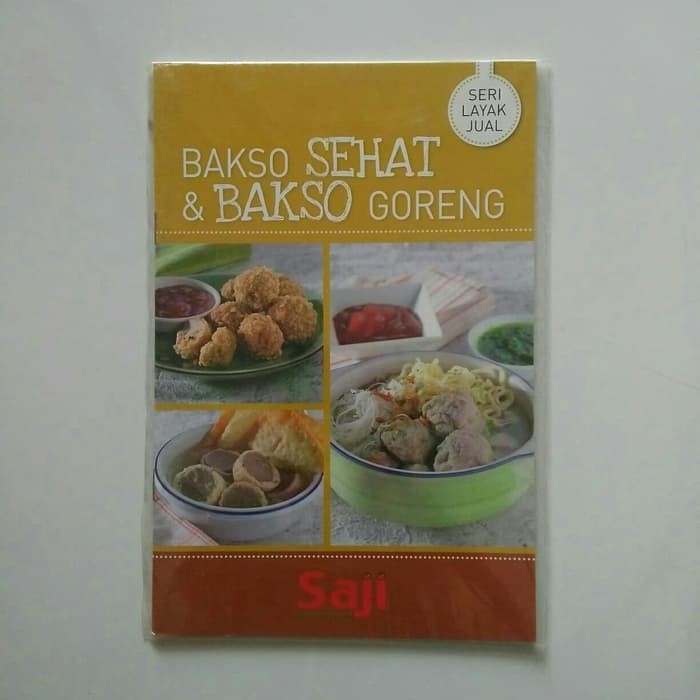 SERI
LAYAK
JUAL
BAKSO SEHAT
& BAKSO GORENG
Saji